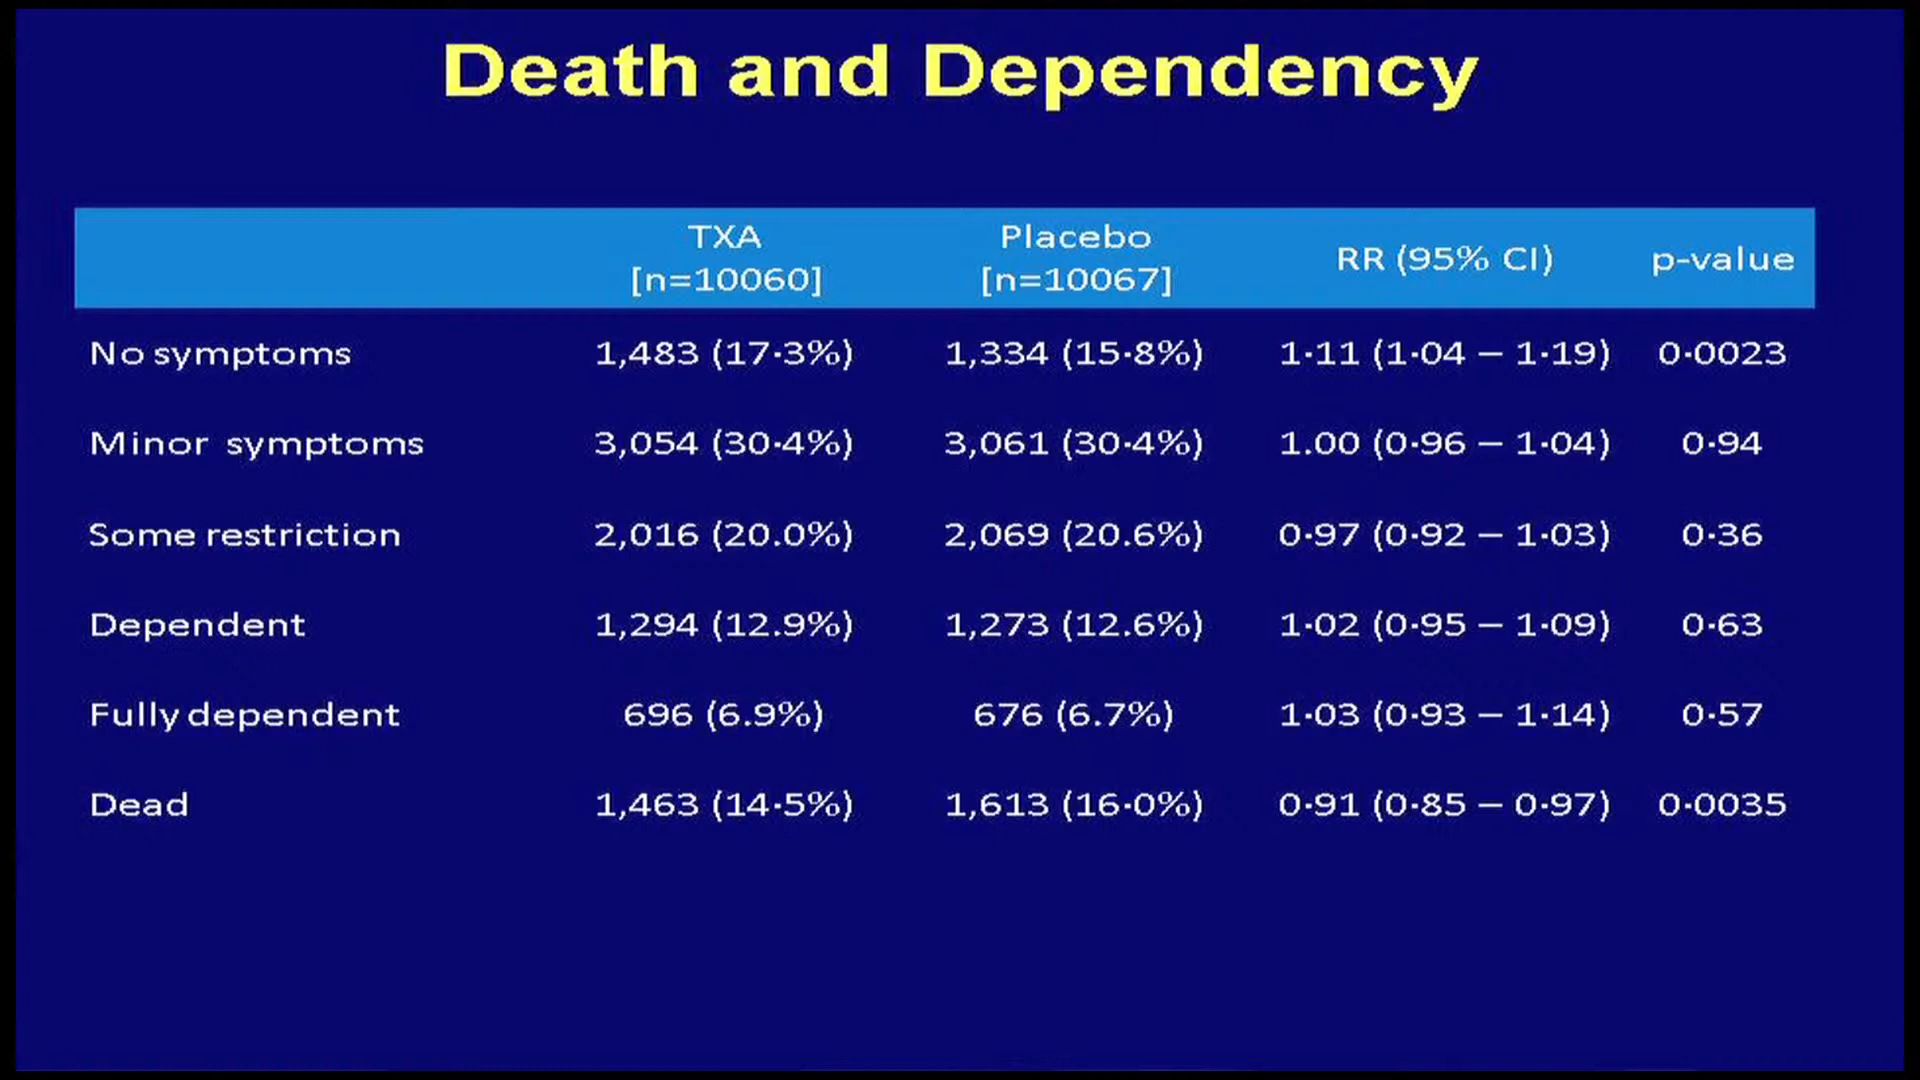 Death and Dependency
TXA [n=10060] Placebo [n=10067] RR (95% CI) p-value
No symptoms 1,483 (17·3%) 1,334 (15·8%) 1·11 (1·04 – 1·19) 0·0023
Minor symptoms 3,054 (30·4%) 3,061 (30·4%) 1.00 (0·96 – 1·04) 0·94
Some restriction 2,016 (20.0%) 2,069 (20.6%) 0·97 (0·92 – 1·03) 0·36
Dependent 1,294 (12.9%) 1,273 (12.6%) 1·02 (0·95 – 1·09) 0·63
Fully dependent 696 (6.9%) 676 (6.7%) 1·03 (0·93 – 1·14) 0·57
Dead 1,463 (14·5%) 1,613 (16·0%) 0·91 (0·85 – 0·97) 0·0035